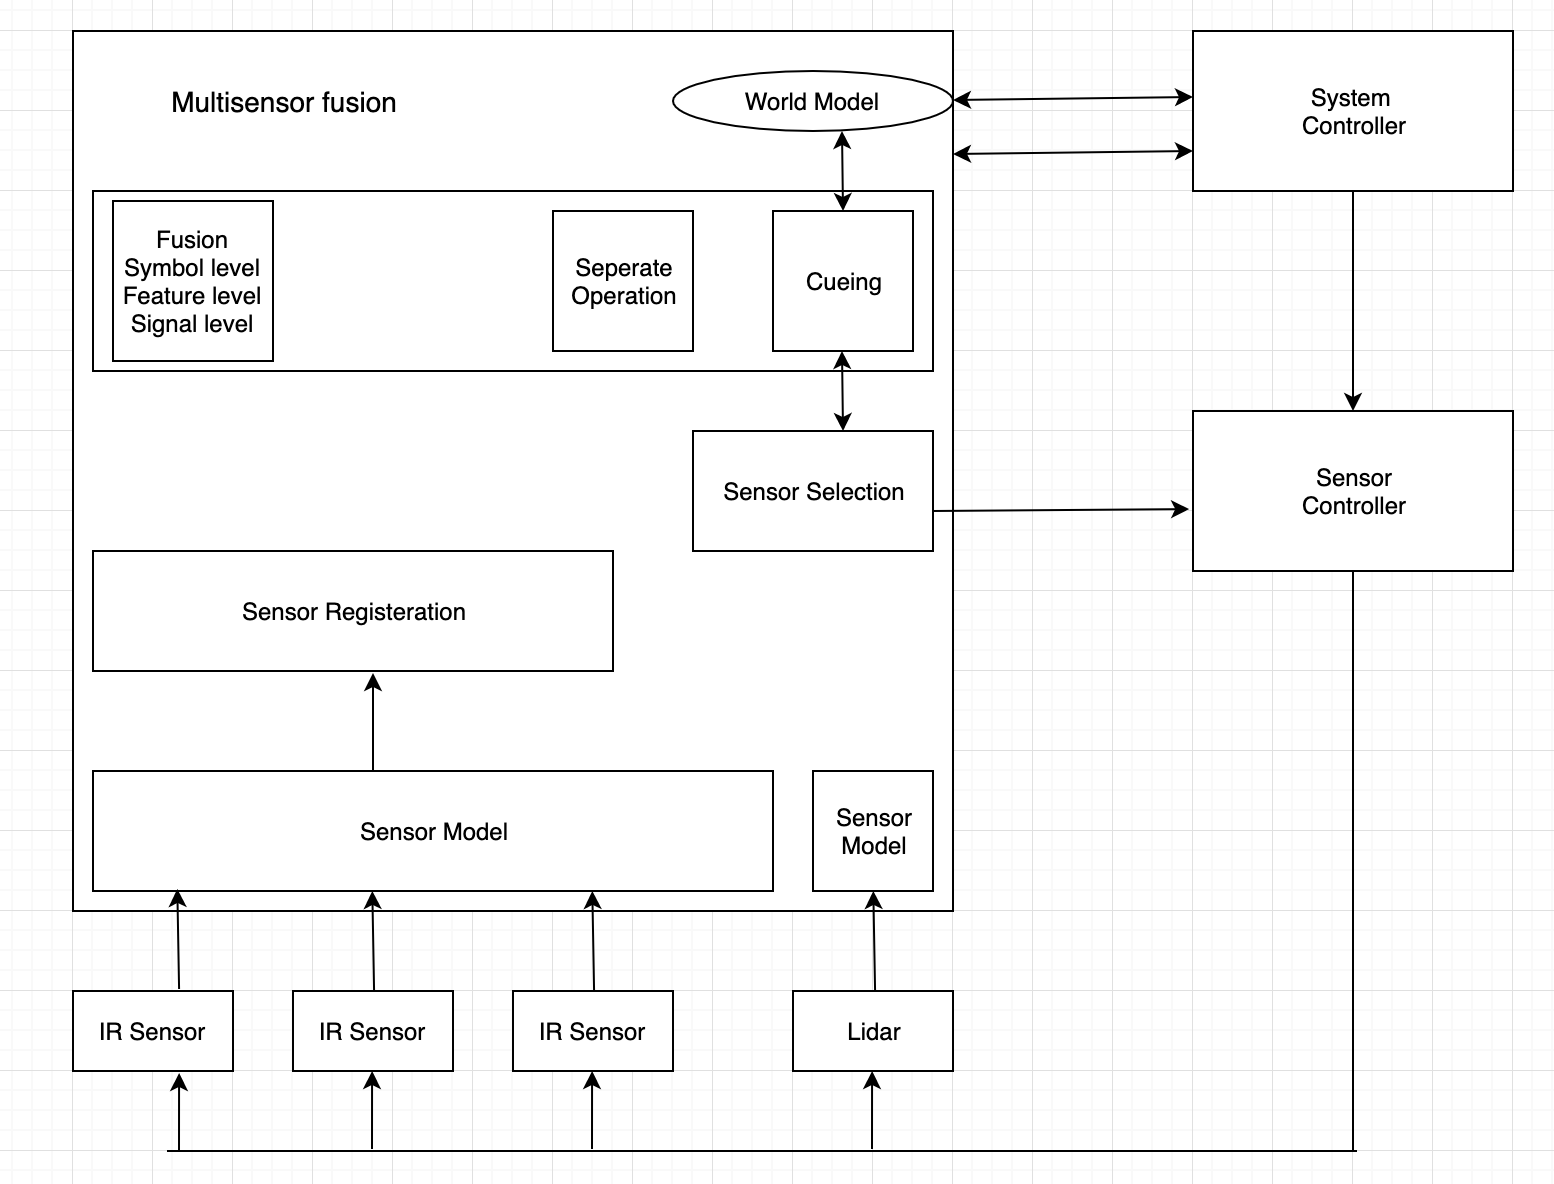 Multisensor fusion
World Model
System
Controller
Fusion
Symbol level
Feature level
Signal level
Seperate
Operation
Cueing
Sensor Selection
Sensor
Controller
Sensor Registeration
Sensor Model
Sensor
Model
IR Sensor
IR Sensor
IR Sensor
Lidar